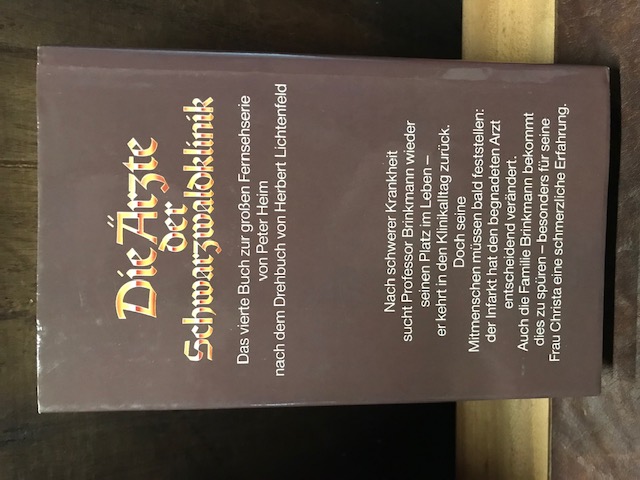 Die Ärzte
der
Schwarzwaldklinik
Das vierte Buch zur großen Fernsehserie
von Peter Heim
nach dem Drehbuch von Herbert Lichtenfeld
Nach schwerer Krankheit
sucht Professor Brinkmann wieder
seinen Platz im Leben –
er kehrt in den Klinikalltag zurück.
Doch seine
Mitmenschen müssen bald feststellen:
der Infarkt hat den begnadeten Arzt
entscheidend verändert.
Auch die Familie Brinkmann bekommt
dies zu spüren – besonders für seine
Frau Christa eine schmerzliche Erfahrung.